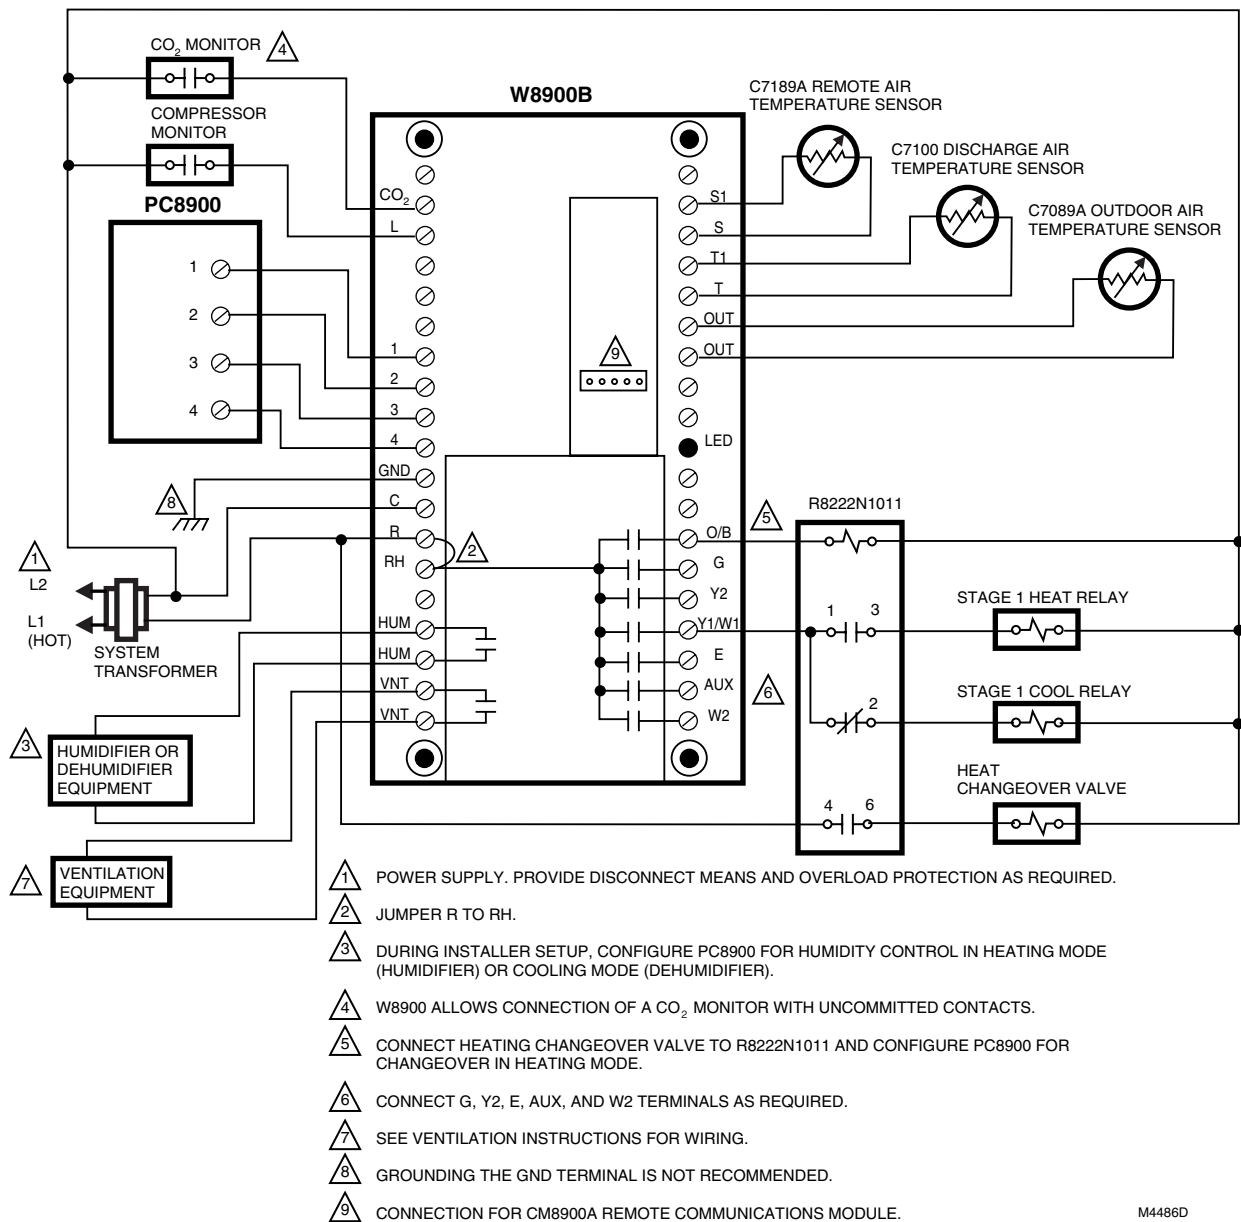 CO2 MONITOR
4
COMPRESSOR
MONITOR
PC8900
1
2
3
4
W8900B
CO2
L
1
2
3
4
GND
C
R
RH
HUM
HUM
VNT
VNT
9
2
S1
S
T1
T
OUT
OUT
LED
O/B
G
Y2
Y1/W1
E
AUX
W2
C7189A REMOTE AIR
TEMPERATURE SENSOR
C7100 DISCHARGE AIR
TEMPERATURE SENSOR
C7089A OUTDOOR AIR
TEMPERATURE SENSOR
8
1
L2
L1
(HOT)
SYSTEM
TRANSFORMER
5
6
R8222N1011
1 3
2
4 6
STAGE 1 HEAT RELAY
STAGE 1 COOL RELAY
HEAT
CHANGEOVER VALVE
3
HUMIDIFIER OR
DEHUMIDIFIER
EQUIPMENT
7
VENTILATION
EQUIPMENT
1 POWER SUPPLY. PROVIDE DISCONNECT MEANS AND OVERLOAD PROTECTION AS REQUIRED.
2 JUMPER R TO RH.
3 DURING INSTALLER SETUP, CONFIGURE PC8900 FOR HUMIDITY CONTROL IN HEATING MODE
(HUMIDIFIER) OR COOLING MODE (DEHUMIDIFIER).
4 W8900 ALLOWS CONNECTION OF A CO2 MONITOR WITH UNCOMMITTED CONTACTS.
5 CONNECT HEATING CHANGEOVER VALVE TO R8222N1011 AND CONFIGURE PC8900 FOR
CHANGEOVER IN HEATING MODE.
6 CONNECT G, Y2, E, AUX, AND W2 TERMINALS AS REQUIRED.
7 SEE VENTILATION INSTRUCTIONS FOR WIRING.
8 GROUNDING THE GND TERMINAL IS NOT RECOMMENDED.
9 CONNECTION FOR CM8900A REMOTE COMMUNICATIONS MODULE.
M4486D